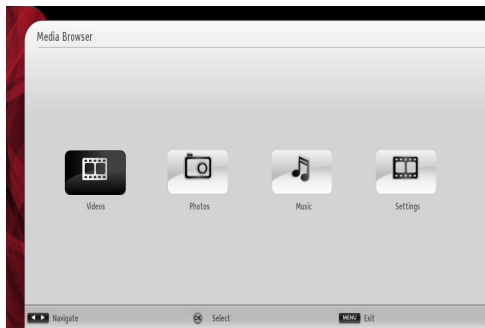 Media Browser
Videos Photos Music Settings
Navigate OK Select MENU Exit